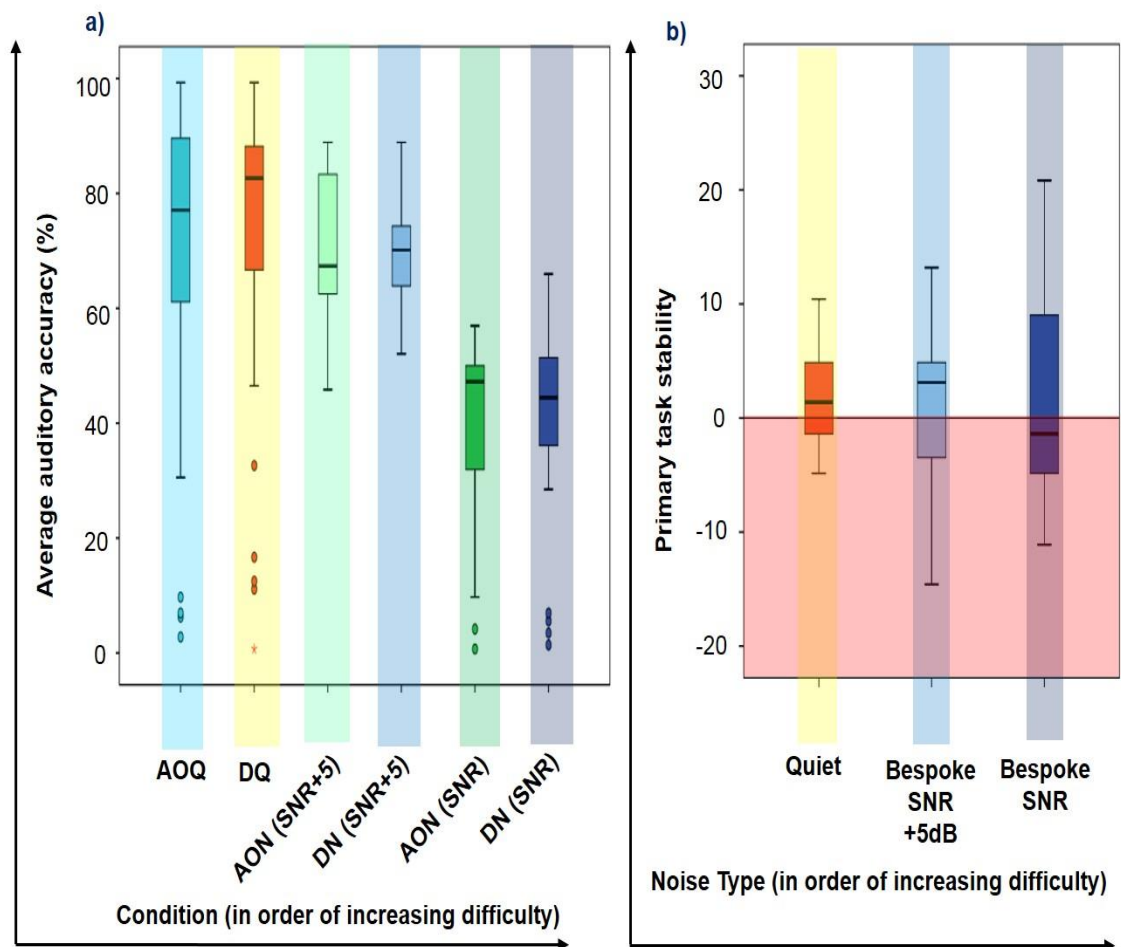 a)
Average auditory accuracy (%)
100
80
60
40
20
0
AOQ
DQ
AON (SNR+5)
DN (SNR+5)
AON (SNR)
DN (SNR)
Condition (in order of increasing difficulty)
b)
Primary task stability
30
20
10
0
-10
-20
Quiet
Bespoke
SNR
+5dB
Bespoke
SNR
Noise Type (in order of increasing difficulty)